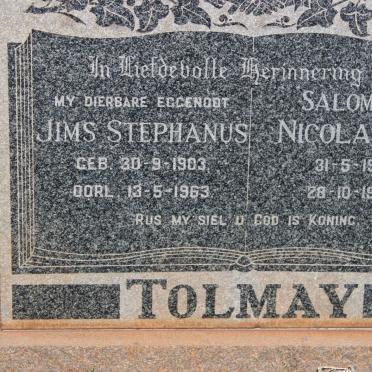 In Liefdevolle Herinnering
MY DIERBARE EGGENOOT
JIMS STEPHANUS
GEB. 30-9-1903.
OORL. 13-5-1963
SALOM
NICOLA
31-5-19
28-10-19
RUS MY SIEL U GOD IS KONING
TOLMAY